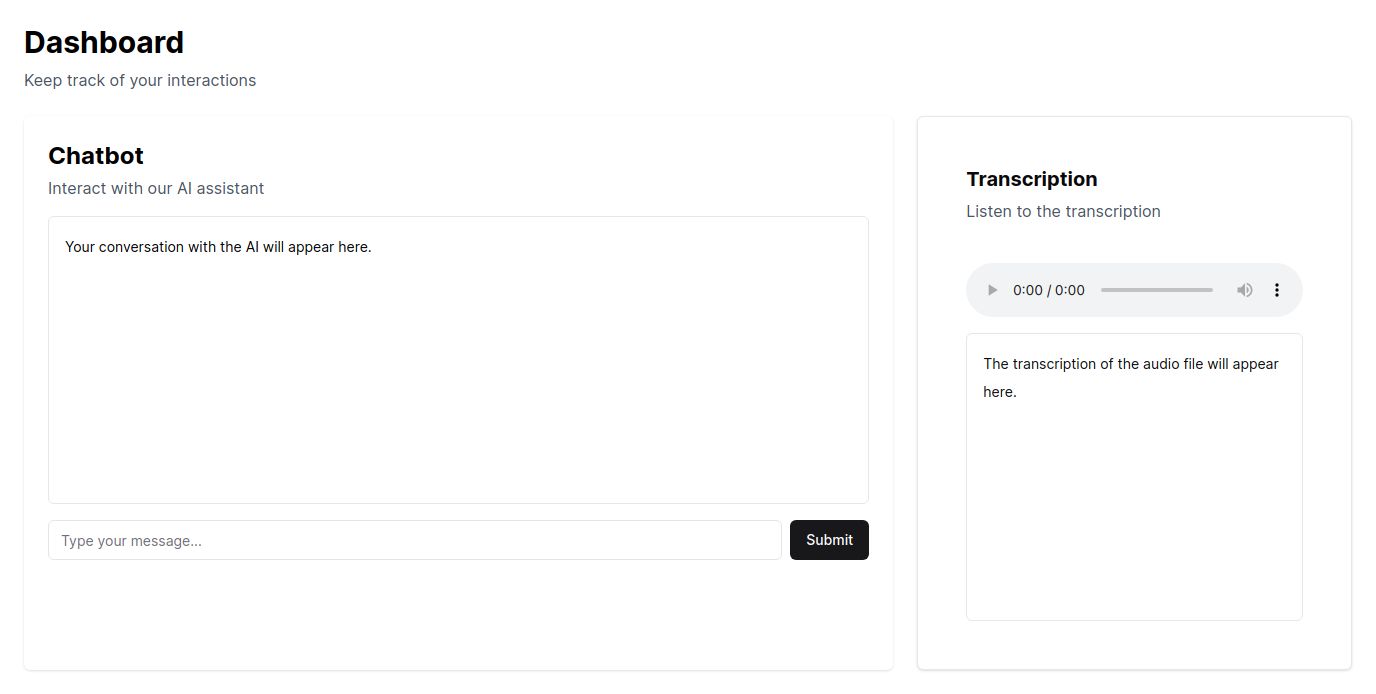 Dashboard
Keep track of your interactions
Chatbot
Interact with our AI assistant
Your conversation with the AI will appear here.
Type your message...
Submit
Transcription
Listen to the transcription
0:00 / 0:00
The transcription of the audio file will appear
here.